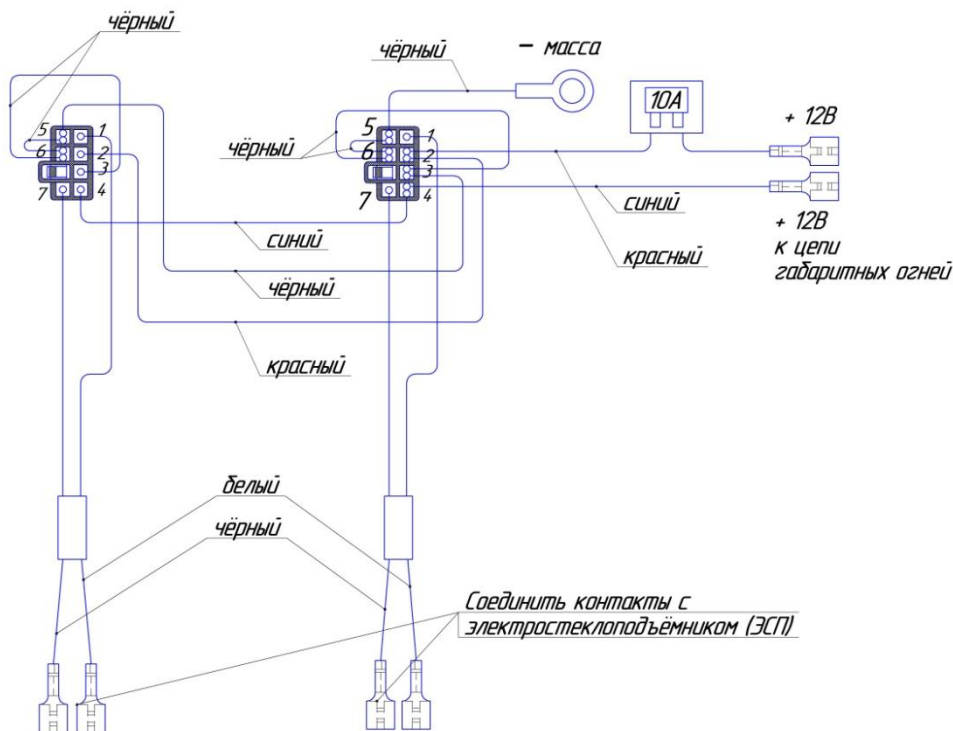 чёрный
чёрный
− масса
10А
+ 12В
5
1
6
2
3
7
4
чёрный
5
1
6
2
3
7
4
синий
+ 12В
к цепи
габаритных огней
синий
красный
чёрный
красный
белый
чёрный
Соединить контакты с
электростеклоподъёмником (ЭСП)